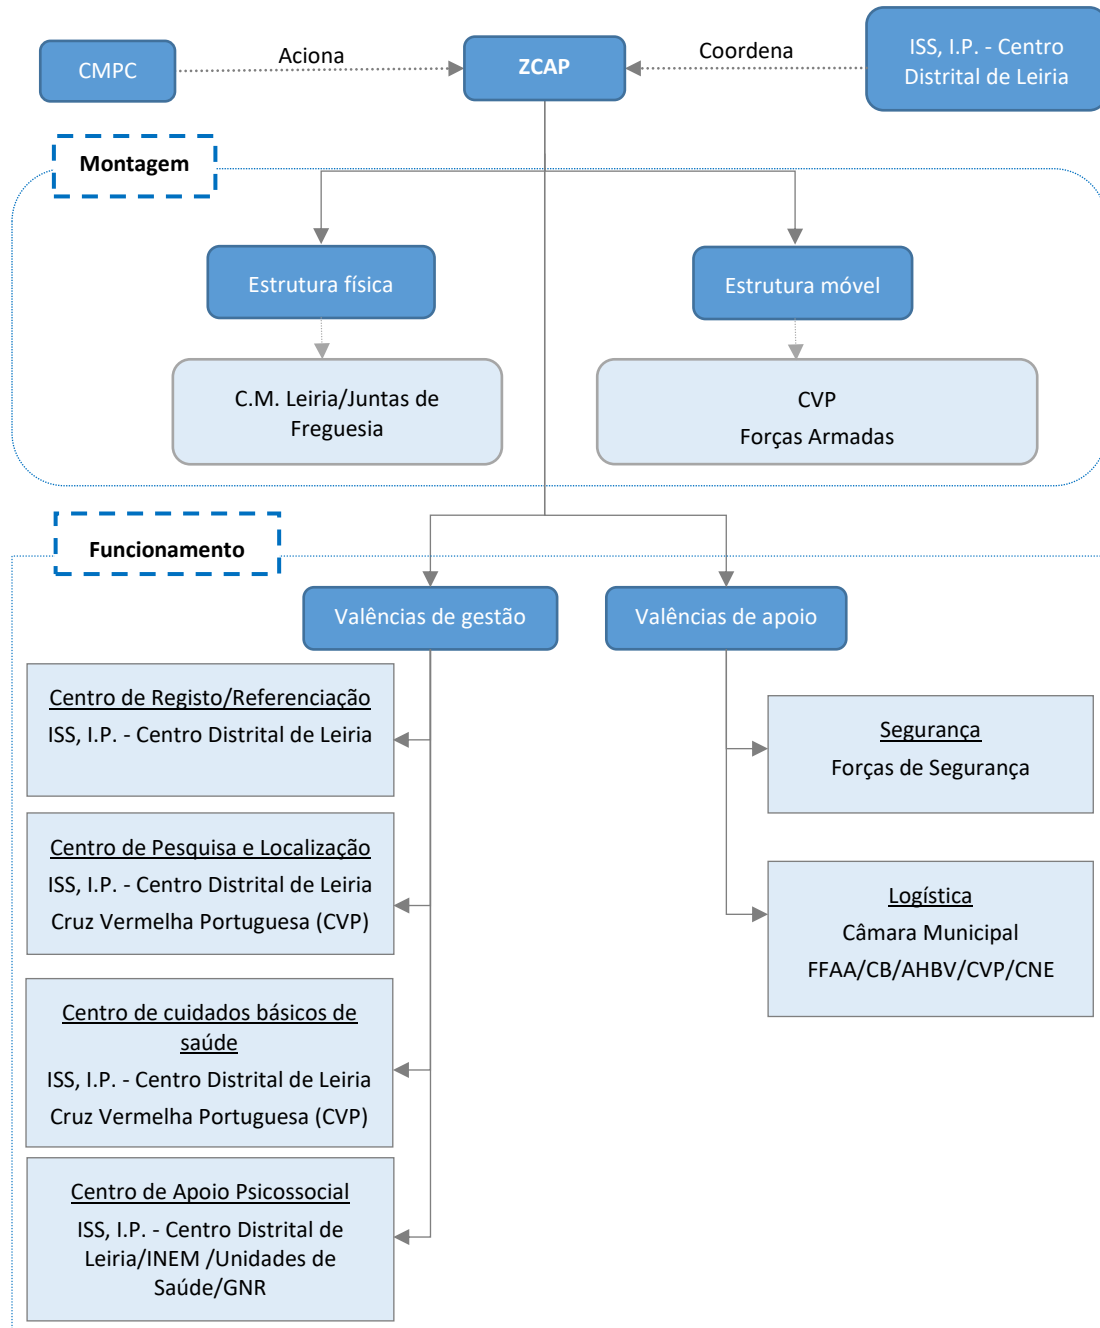 CMPC
Aciona
ZCAP
Coordena
ISS, I.P. - Centro
Distrital de Leiria
Montagem
Estrutura física
Estrutura móvel
C.M. Leiria/Juntas de
Freguesia
CVP
Forças Armadas
Funcionamento
Valências de gestão
Valências de apoio
Centro de Registo/Referenciação
ISS, I.P. - Centro Distrital de Leiria
Centro de Pesquisa e Localização
ISS, I.P. - Centro Distrital de Leiria
Cruz Vermelha Portuguesa (CVP)
Centro de cuidados básicos de
saúde
ISS, I.P. - Centro Distrital de Leiria
Cruz Vermelha Portuguesa (CVP)
Centro de Apoio Psicossocial
ISS, I.P. - Centro Distrital de
Leiria/INEM /Unidades de
Saúde/GNR
Segurança
Forças de Segurança
Logística
Câmara Municipal
FFAA/CB/AHBV/CVP/CNE